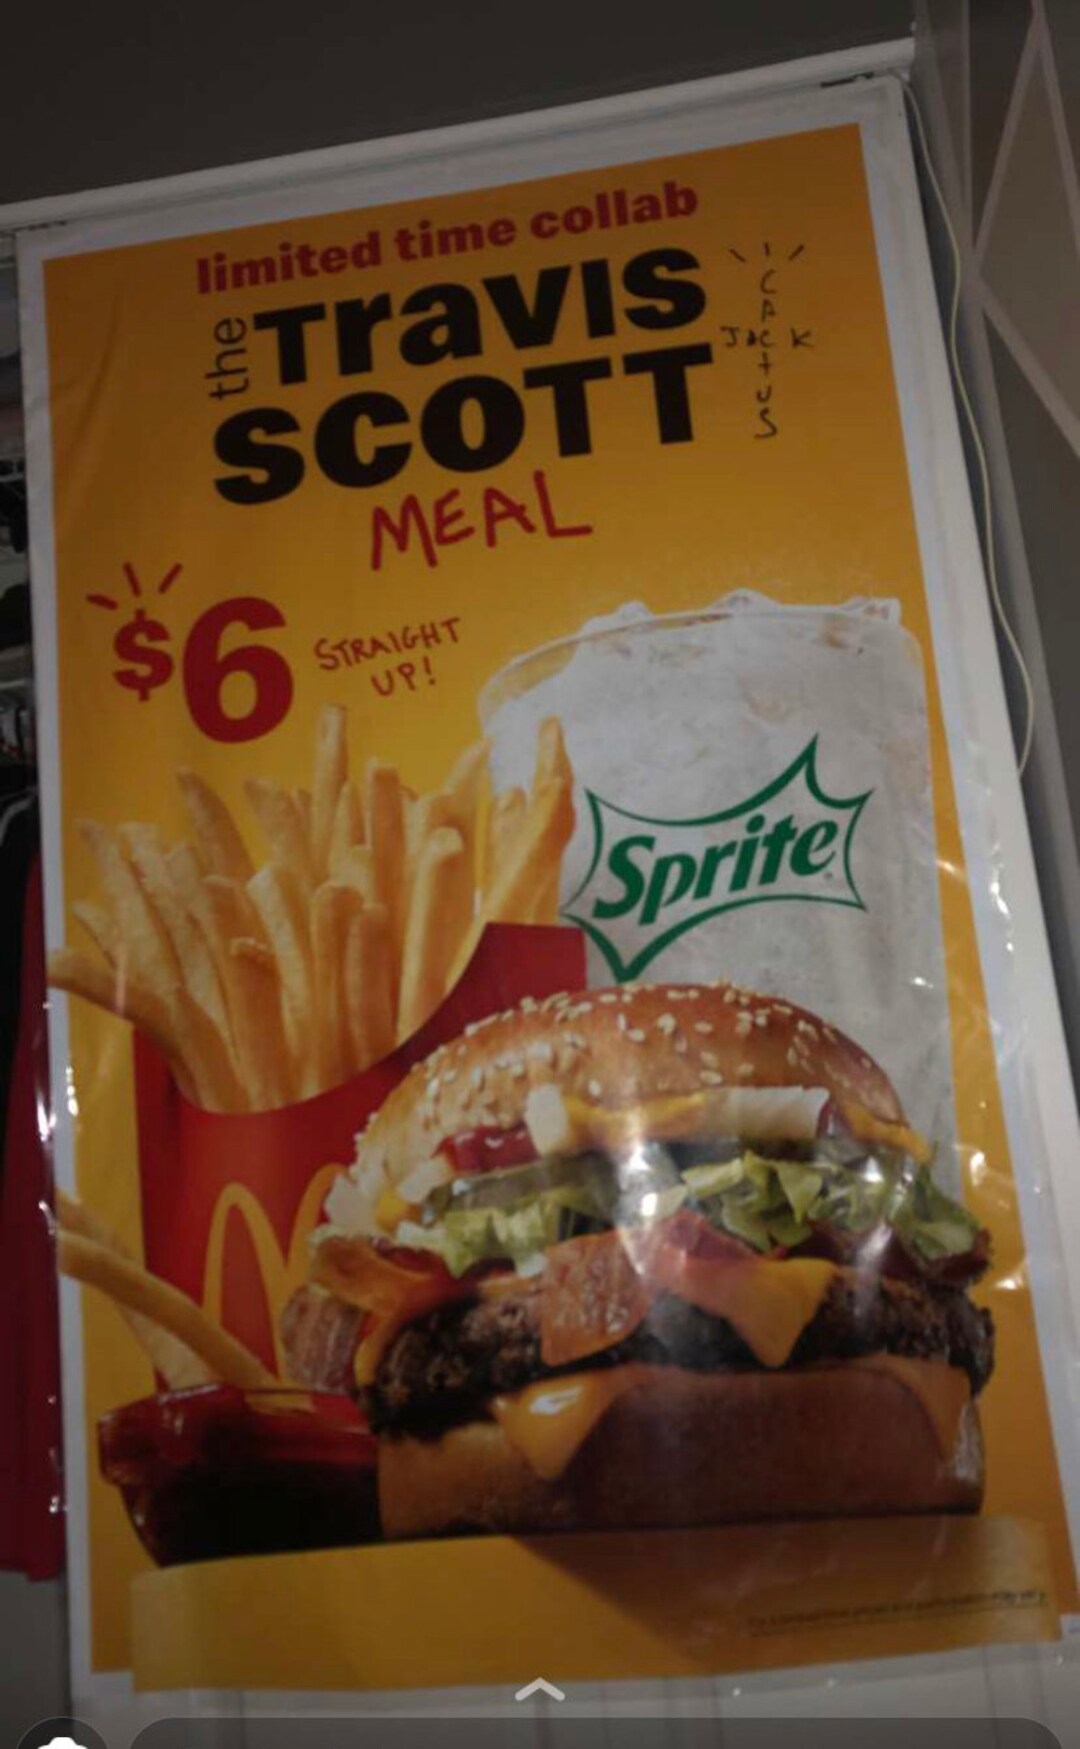 limited time collab
the Travis
SCOTT
CACTUS
JACK
MEAL
$6
STRAIGHT
UP!
Sprite